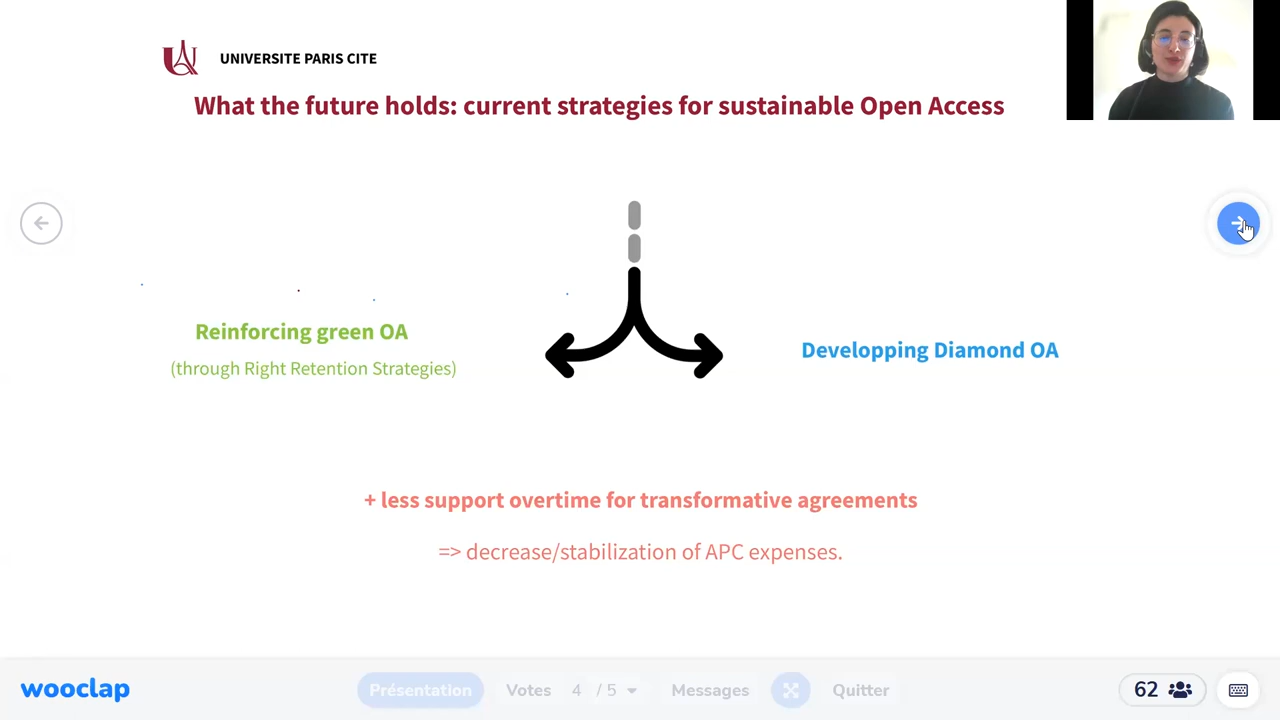 UNIVERSITE PARIS CITE
What the future holds: current strategies for sustainable Open Access
Reinforcing green OA
(through Right Retention Strategies)
Developping Diamond OA
+ less support overtime for transformative agreements
=> decrease/stabilization of APC expenses.
wooclap
Présentation
Votes
4 / 5
Messages
Quitter
62